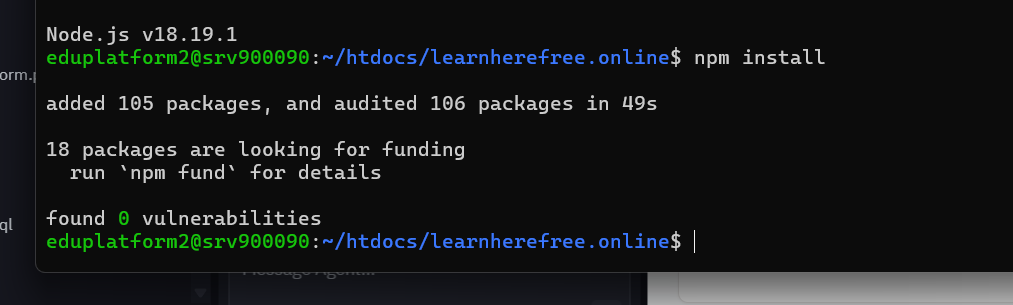 Node.js v18.19.1
eduplatform2@srv900090:~/htdocs/learnherefree.online$ npm install
orm.p
added 105 packages, and audited 106 packages in 49s
18 packages are looking for funding
run `npm fund` for details
ql
found 0 vulnerabilities
eduplatform2@srv900090:~/htdocs/learnherefree.online$
Message Agent...